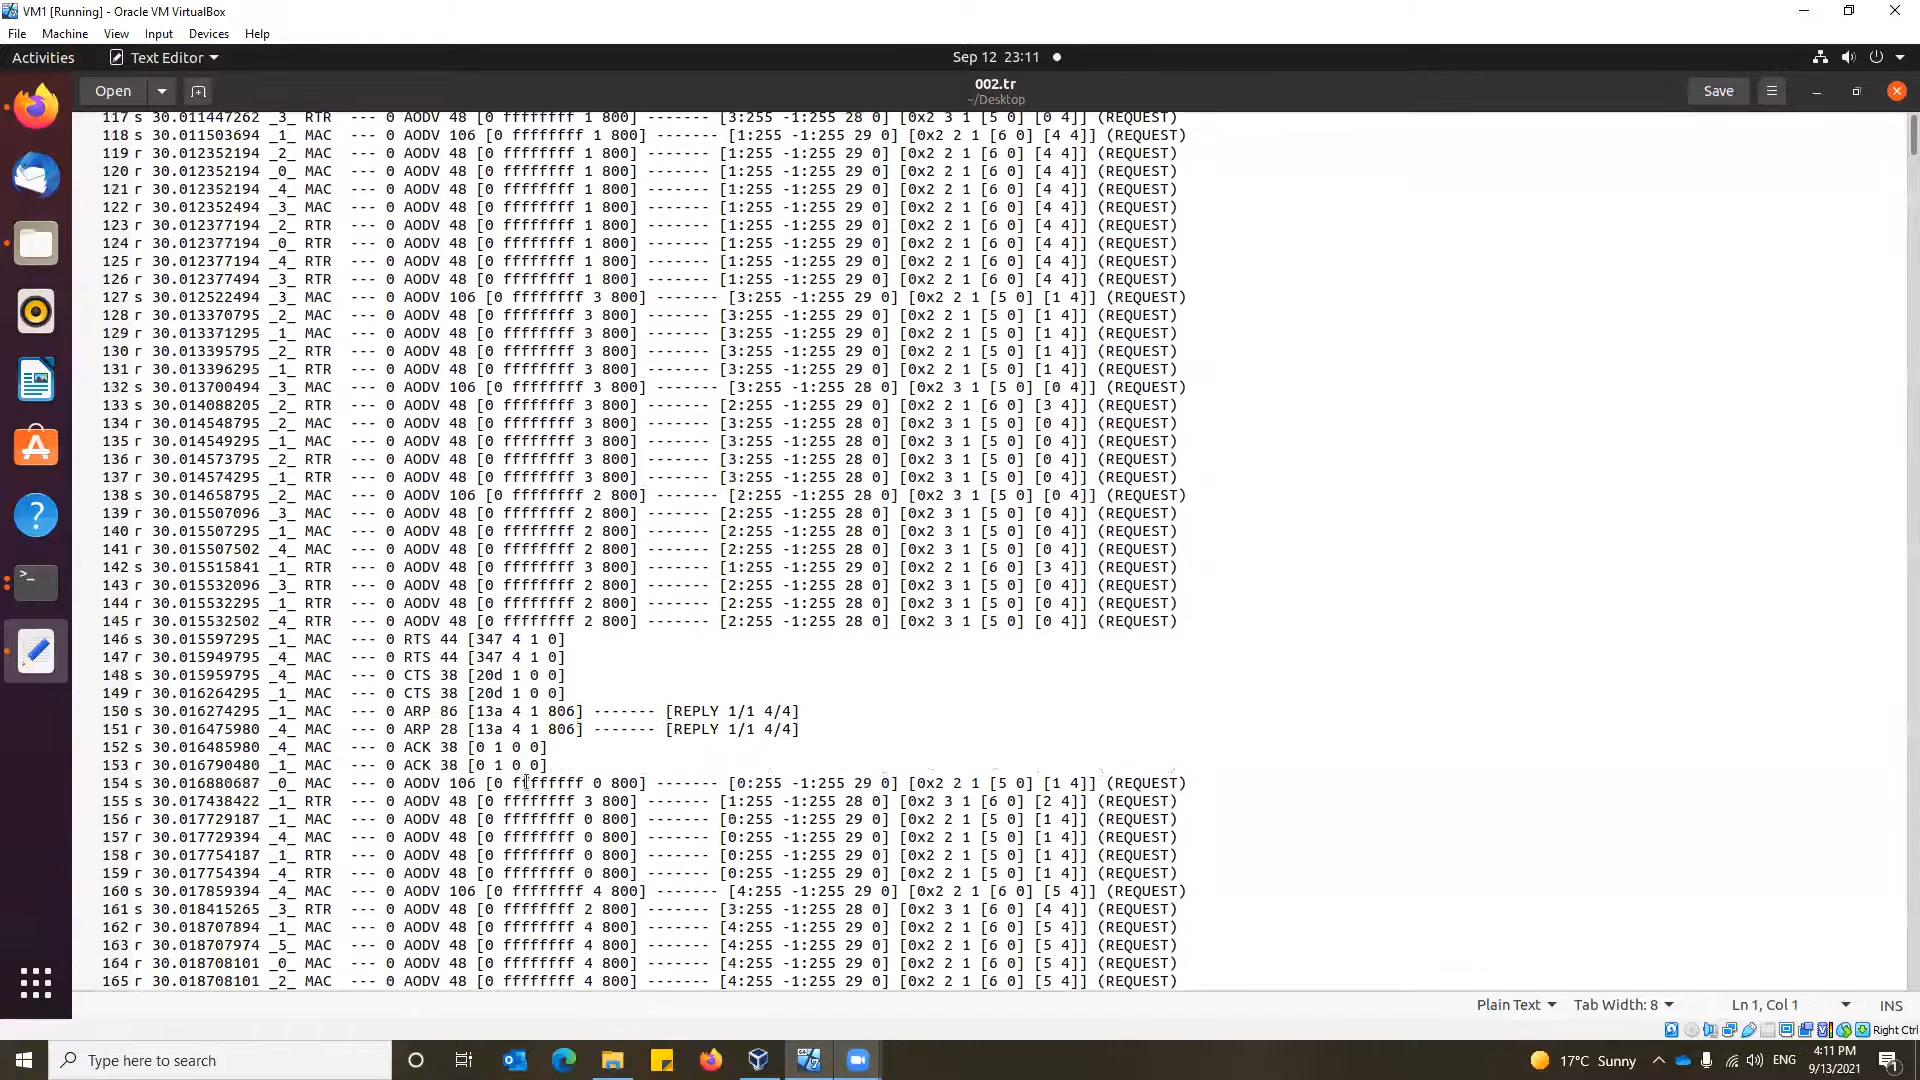 VM1 [Running] - Oracle VM VirtualBox
File Machine View Input Devices Help
Activities Text Editor Sep 12 23:11
Open 002.tr Save
~/Desktop
117 s 30.011447262 _3_ RTR --- 0 AODV 48 [0 ffffffff 1 800] ------- [3:255 -1:255 28 0] [0x2 3 1 [5 0] [0 4]] (REQUEST)
118 s 30.011503694 _1_ MAC --- 0 AODV 106 [0 ffffffff 1 800] ------- [1:255 -1:255 29 0] [0x2 2 1 [6 0] [4 4]] (REQUEST)
119 r 30.012352194 _2_ MAC --- 0 AODV 48 [0 ffffffff 1 800] ------- [1:255 -1:255 29 0] [0x2 2 1 [6 0] [4 4]] (REQUEST)
120 r 30.012352194 _0_ MAC --- 0 AODV 48 [0 ffffffff 1 800] ------- [1:255 -1:255 29 0] [0x2 2 1 [6 0] [4 4]] (REQUEST)
121 r 30.012352194 _4_ MAC --- 0 AODV 48 [0 ffffffff 1 800] ------- [1:255 -1:255 29 0] [0x2 2 1 [6 0] [4 4]] (REQUEST)
122 r 30.012352494 _3_ MAC --- 0 AODV 48 [0 ffffffff 1 800] ------- [1:255 -1:255 29 0] [0x2 2 1 [6 0] [4 4]] (REQUEST)
123 r 30.012377194 _2_ RTR --- 0 AODV 48 [0 ffffffff 1 800] ------- [1:255 -1:255 29 0] [0x2 2 1 [6 0] [4 4]] (REQUEST)
124 r 30.012377194 _0_ RTR --- 0 AODV 48 [0 ffffffff 1 800] ------- [1:255 -1:255 29 0] [0x2 2 1 [6 0] [4 4]] (REQUEST)
125 r 30.012377194 _4_ RTR --- 0 AODV 48 [0 ffffffff 1 800] ------- [1:255 -1:255 29 0] [0x2 2 1 [6 0] [4 4]] (REQUEST)
126 r 30.012377494 _3_ RTR --- 0 AODV 48 [0 ffffffff 1 800] ------- [1:255 -1:255 29 0] [0x2 2 1 [6 0] [4 4]] (REQUEST)
127 s 30.012522494 _3_ MAC --- 0 AODV 106 [0 ffffffff 3 800] ------- [3:255 -1:255 29 0] [0x2 2 1 [5 0] [1 4]] (REQUEST)
128 r 30.013370795 _2_ MAC --- 0 AODV 48 [0 ffffffff 3 800] ------- [3:255 -1:255 29 0] [0x2 2 1 [5 0] [1 4]] (REQUEST)
129 r 30.013371295 _1_ MAC --- 0 AODV 48 [0 ffffffff 3 800] ------- [3:255 -1:255 29 0] [0x2 2 1 [5 0] [1 4]] (REQUEST)
130 r 30.013395795 _2_ RTR --- 0 AODV 48 [0 ffffffff 3 800] ------- [3:255 -1:255 29 0] [0x2 2 1 [5 0] [1 4]] (REQUEST)
131 r 30.013396295 _1_ RTR --- 0 AODV 48 [0 ffffffff 3 800] ------- [3:255 -1:255 29 0] [0x2 2 1 [5 0] [1 4]] (REQUEST)
132 s 30.013700494 _3_ MAC --- 0 AODV 106 [0 ffffffff 3 800] ------- [3:255 -1:255 28 0] [0x2 3 1 [5 0] [0 4]] (REQUEST)
133 s 30.014088205 _2_ RTR --- 0 AODV 48 [0 ffffffff 3 800] ------- [2:255 -1:255 29 0] [0x2 2 1 [6 0] [3 4]] (REQUEST)
134 r 30.014548795 _2_ MAC --- 0 AODV 48 [0 ffffffff 3 800] ------- [3:255 -1:255 28 0] [0x2 3 1 [5 0] [0 4]] (REQUEST)
135 r 30.014549295 _1_ MAC --- 0 AODV 48 [0 ffffffff 3 800] ------- [3:255 -1:255 28 0] [0x2 3 1 [5 0] [0 4]] (REQUEST)
136 r 30.014573795 _2_ RTR --- 0 AODV 48 [0 ffffffff 3 800] ------- [3:255 -1:255 28 0] [0x2 3 1 [5 0] [0 4]] (REQUEST)
137 r 30.014574295 _1_ RTR --- 0 AODV 48 [0 ffffffff 3 800] ------- [3:255 -1:255 28 0] [0x2 3 1 [5 0] [0 4]] (REQUEST)
138 s 30.014658795 _2_ MAC --- 0 AODV 106 [0 ffffffff 2 800] ------- [2:255 -1:255 28 0] [0x2 3 1 [5 0] [0 4]] (REQUEST)
139 r 30.015507096 _3_ MAC --- 0 AODV 48 [0 ffffffff 2 800] ------- [2:255 -1:255 28 0] [0x2 3 1 [5 0] [0 4]] (REQUEST)
140 r 30.015507295 _1_ MAC --- 0 AODV 48 [0 ffffffff 2 800] ------- [2:255 -1:255 28 0] [0x2 3 1 [5 0] [0 4]] (REQUEST)
141 r 30.015507502 _4_ MAC --- 0 AODV 48 [0 ffffffff 2 800] ------- [2:255 -1:255 28 0] [0x2 3 1 [5 0] [0 4]] (REQUEST)
142 s 30.015515841 _1_ RTR --- 0 AODV 48 [0 ffffffff 3 800] ------- [1:255 -1:255 29 0] [0x2 2 1 [6 0] [3 4]] (REQUEST)
143 r 30.015532096 _3_ RTR --- 0 AODV 48 [0 ffffffff 2 800] ------- [2:255 -1:255 28 0] [0x2 3 1 [5 0] [0 4]] (REQUEST)
144 r 30.015532295 _1_ RTR --- 0 AODV 48 [0 ffffffff 2 800] ------- [2:255 -1:255 28 0] [0x2 3 1 [5 0] [0 4]] (REQUEST)
145 r 30.015532502 _4_ RTR --- 0 AODV 48 [0 ffffffff 2 800] ------- [2:255 -1:255 28 0] [0x2 3 1 [5 0] [0 4]] (REQUEST)
146 s 30.015597295 _1_ MAC --- 0 RTS 44 [347 4 1 0]
147 r 30.015949795 _4_ MAC --- 0 RTS 44 [347 4 1 0]
148 s 30.015959795 _4_ MAC --- 0 CTS 38 [20d 1 0 0]
149 r 30.016264295 _1_ MAC --- 0 CTS 38 [20d 1 0 0]
150 s 30.016274295 _1_ MAC --- 0 ARP 86 [13a 4 1 806] ------- [REPLY 1/1 4/4]
151 r 30.016475980 _4_ MAC --- 0 ARP 28 [13a 4 1 806] ------- [REPLY 1/1 4/4]
152 s 30.016485980 _4_ MAC --- 0 ACK 38 [0 1 0 0]
153 r 30.016790480 _1_ MAC --- 0 ACK 38 [0 1 0 0]
154 s 30.016880687 _0_ MAC --- 0 AODV 106 [0 ffffffff 0 800] ------- [0:255 -1:255 29 0] [0x2 2 1 [5 0] [1 4]] (REQUEST)
155 s 30.017438422 _1_ RTR --- 0 AODV 48 [0 ffffffff 3 800] ------- [1:255 -1:255 28 0] [0x2 3 1 [6 0] [2 4]] (REQUEST)
156 r 30.017729187 _1_ MAC --- 0 AODV 48 [0 ffffffff 0 800] ------- [0:255 -1:255 29 0] [0x2 2 1 [5 0] [1 4]] (REQUEST)
157 r 30.017729394 _4_ MAC --- 0 AODV 48 [0 ffffffff 0 800] ------- [0:255 -1:255 29 0] [0x2 2 1 [5 0] [1 4]] (REQUEST)
158 r 30.017754187 _1_ RTR --- 0 AODV 48 [0 ffffffff 0 800] ------- [0:255 -1:255 29 0] [0x2 2 1 [5 0] [1 4]] (REQUEST)
159 r 30.017754394 _4_ RTR --- 0 AODV 48 [0 ffffffff 0 800] ------- [0:255 -1:255 29 0] [0x2 2 1 [5 0] [1 4]] (REQUEST)
160 s 30.017859394 _4_ MAC --- 0 AODV 106 [0 ffffffff 4 800] ------- [4:255 -1:255 29 0] [0x2 2 1 [6 0] [5 4]] (REQUEST)
161 s 30.018415265 _3_ RTR --- 0 AODV 48 [0 ffffffff 2 800] ------- [3:255 -1:255 28 0] [0x2 3 1 [6 0] [4 4]] (REQUEST)
162 r 30.018707894 _1_ MAC --- 0 AODV 48 [0 ffffffff 4 800] ------- [4:255 -1:255 29 0] [0x2 2 1 [6 0] [5 4]] (REQUEST)
163 r 30.018707974 _5_ MAC --- 0 AODV 48 [0 ffffffff 4 800] ------- [4:255 -1:255 29 0] [0x2 2 1 [6 0] [5 4]] (REQUEST)
164 r 30.018708101 _0_ MAC --- 0 AODV 48 [0 ffffffff 4 800] ------- [4:255 -1:255 29 0] [0x2 2 1 [6 0] [5 4]] (REQUEST)
165 r 30.018708101 _2_ MAC --- 0 AODV 48 [0 ffffffff 4 800] ------- [4:255 -1:255 29 0] [0x2 2 1 [6 0] [5 4]] (REQUEST)
Plain Text Tab Width: 8 Ln 1, Col 1 INS
Right Ctrl
Type here to search 17°C Sunny ENG 4:11 PM
9/13/2021